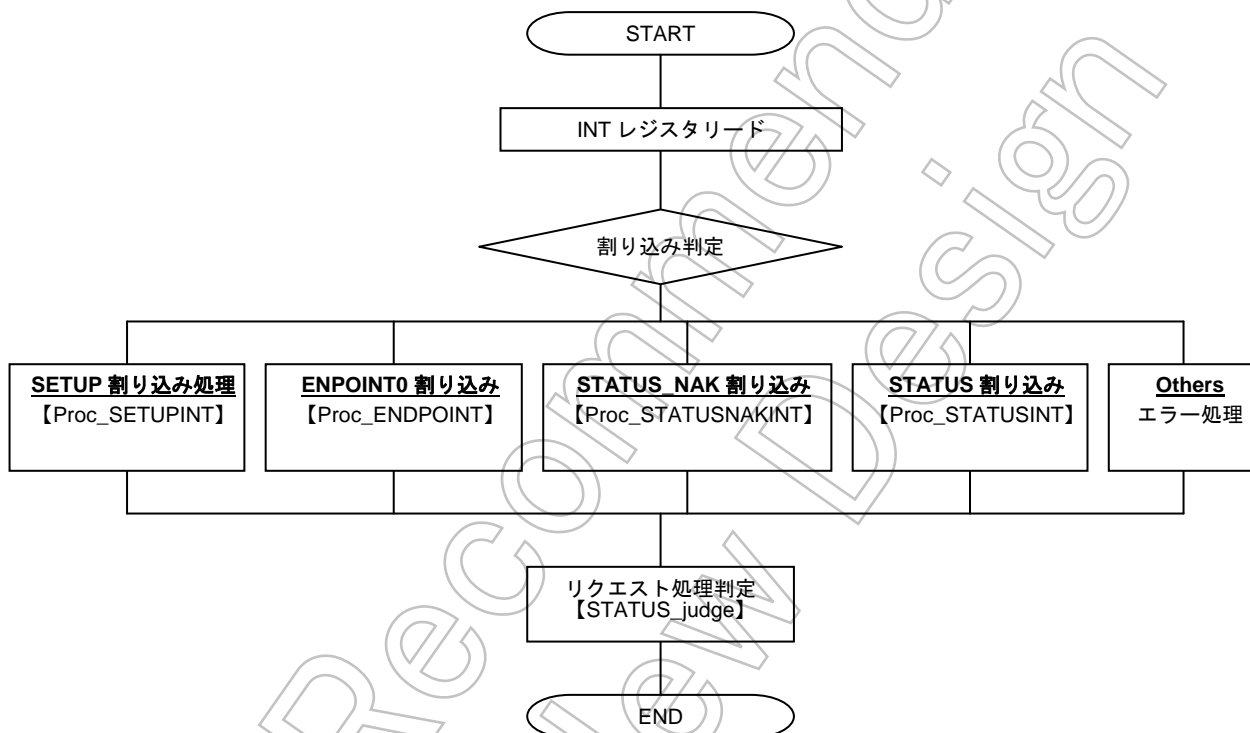 START
INT レジスタリード
割り込み判定
SETUP 割り込み処理
【Proc_SETUPINT】
ENPOINT0 割り込み
【Proc_ENDPOINT】
STATUS_NAK 割り込み
【Proc_STATUSNAKINT】
STATUS 割り込み
【Proc_STATUSINT】
Others
エラー処理
リクエスト処理判定
【STATUS_judge】
END
Recommend
New Design